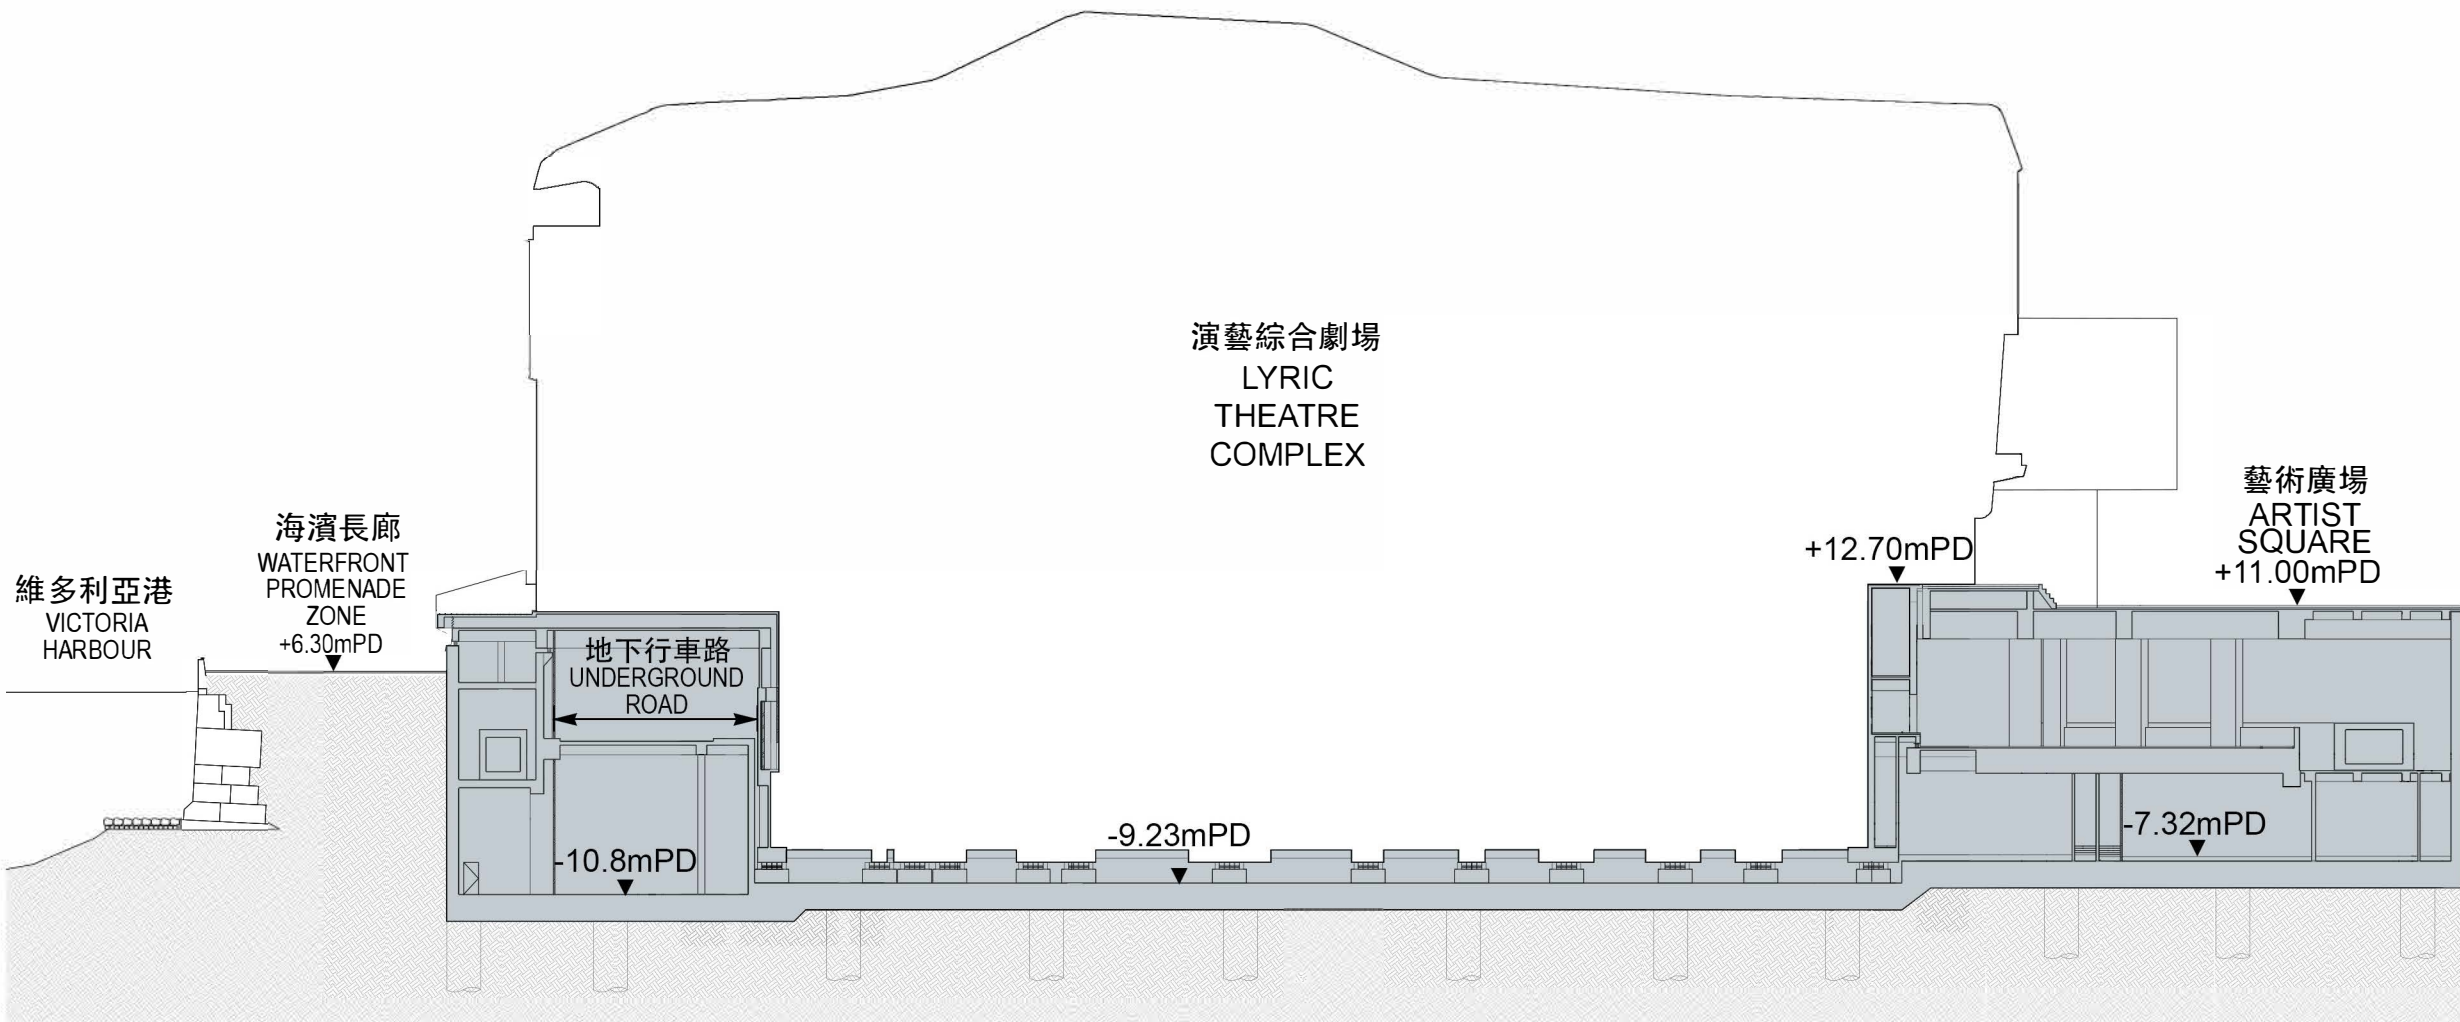 維多利亞港
VICTORIA
HARBOUR
海濱長廊
WATERFRONT
PROMENADE
ZONE
+6.30mPD
地下行車路
UNDERGROUND
ROAD
-10.8mPD
演藝綜合劇場
LYRIC
THEATRE
COMPLEX
-9.23mPD
+12.70mPD
藝術廣場
ARTIST
SQUARE
+11.00mPD
-7.32mPD